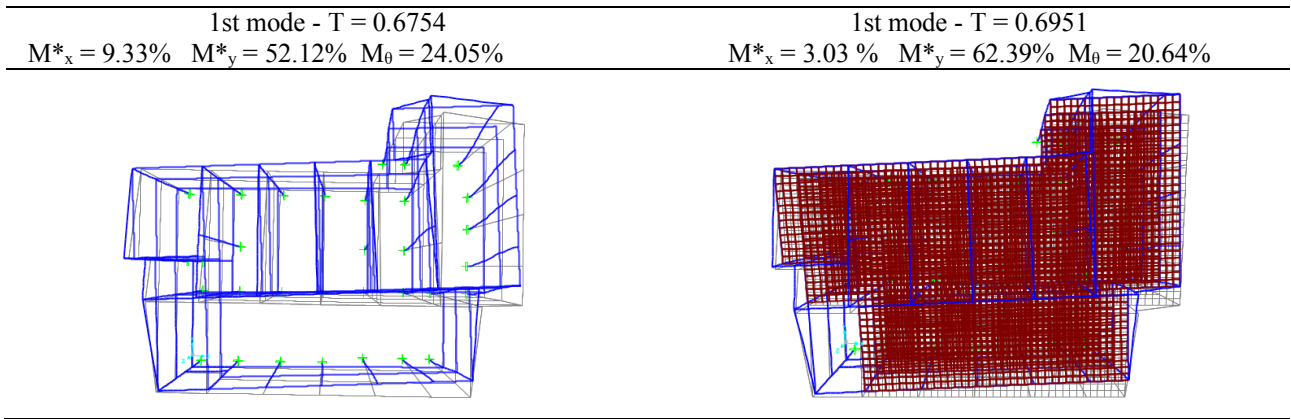 1st mode - T = 0.6754
M*x = 9.33% M*y = 52.12% Mθ = 24.05%
1st mode - T = 0.6951
M*x = 3.03 % M*y = 62.39% Mθ = 20.64%